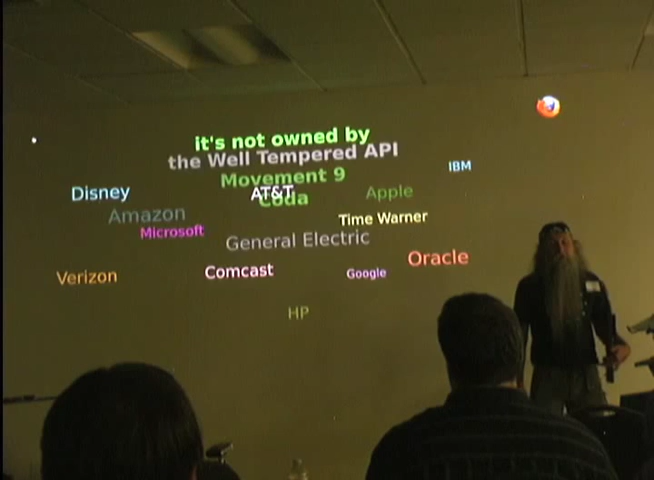 it's not owned by
the Well Tempered API
Movement 9
Coda
AT&T
IBM
Disney
Apple
Amazon
Time Warner
Microsoft
General Electric
Oracle
Verizon
Comcast
Google
HP